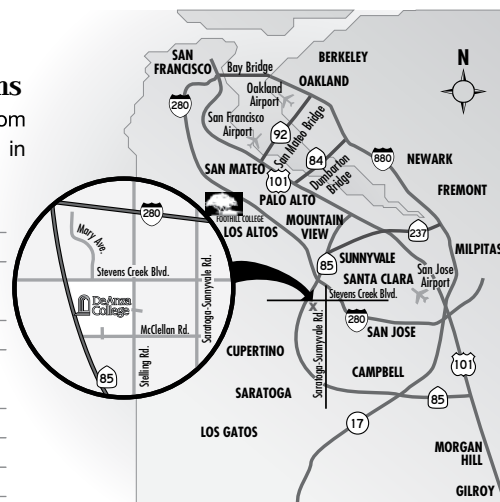 ns
om
in
SAN
FRANCISCO
Bay Bridge
BERKELEY
OAKLAND
N
Oakland
Airport
280
San Francisco
Airport
92
San Mateo Bridge
84
Dumbarton
Bridge
880
NEWARK
SAN MATEO
101
FREMONT
PALO ALTO
FOOTHILL COLLEGE
LOS ALTOS
MOUNTAIN
VIEW
237
MILPITAS
85
SUNNYVALE
SANTA CLARA
San Jose
Airport
Stevens Creek Blvd.
x
280
SAN JOSE
Saratoga-Sunnyvale Rd.
CUPERTINO
CAMPBELL
101
SARATOGA
85
17
LOS GATOS
MORGAN
HILL
GILROY
280
Mary Ave.
Stevens Creek Blvd.
Saratoga-Sunnyvale Rd.
DeAnza
College
McClellan Rd.
Stelling Rd.
85